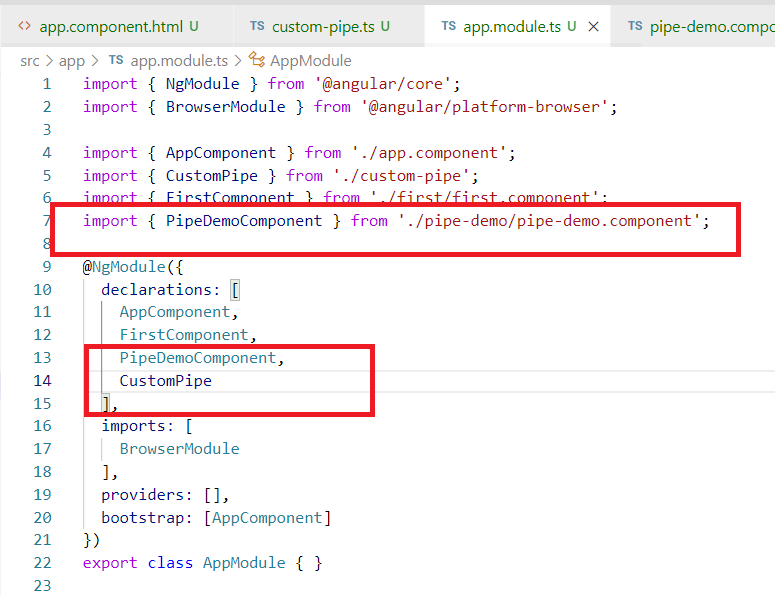 <> app.component.html U TS custom-pipe.ts U TS app.module.ts U × TS pipe-demo.compo
src > app > TS app.module.ts > AppModule
1 import { NgModule } from '@angular/core';
2 import { BrowserModule } from '@angular/platform-browser';
3
4 import { AppComponent } from './app.component';
5 import { CustomPipe } from './custom-pipe';
6 import { FirstComponent } from './first/first.component';
7 import { PipeDemoComponent } from './pipe-demo/pipe-demo.component';
8
9 @NgModule({
10 declarations: [
11 AppComponent,
12 FirstComponent,
13 PipeDemoComponent,
14 CustomPipe
15 ],
16 imports: [
17 BrowserModule
18 ],
19 providers: [],
20 bootstrap: [AppComponent]
21 })
22 export class AppModule { }
23